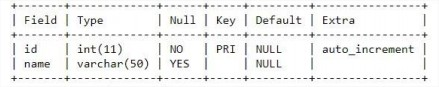 +-------+-------------+------+-----+---------+----------------+
| Field | Type        | Null | Key | Default | Extra          |
+-------+-------------+------+-----+---------+----------------+
| id    | int(11)     | NO   | PRI | NULL    | auto_increment |
| name  | varchar(50) | YES  |     | NULL    |                |
+-------+-------------+------+-----+---------+----------------+